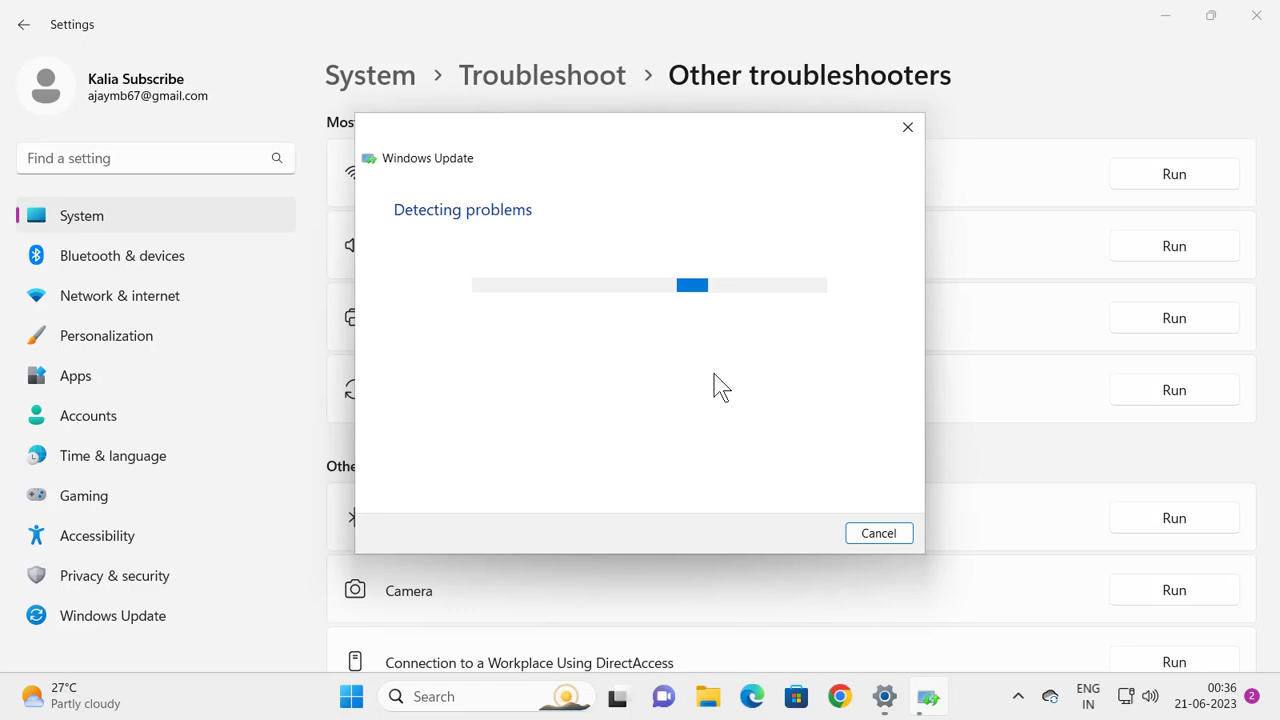 Settings
Kalia Subscribe
ajaymb67@gmail.com
Find a setting
System
Bluetooth & devices
Network & internet
Personalization
Apps
Accounts
Time & language
Gaming
Accessibility
Privacy & security
Windows Update
System > Troubleshoot > Other troubleshooters
Mos
Run
Run
Run
Run
Othe
Run
Camera
Run
Connection to a Workplace Using DirectAccess
Run
Windows Update
Detecting problems
Cancel
27°C
Partly cloudy
Search
ENG
IN
00:36
21-06-2023
2